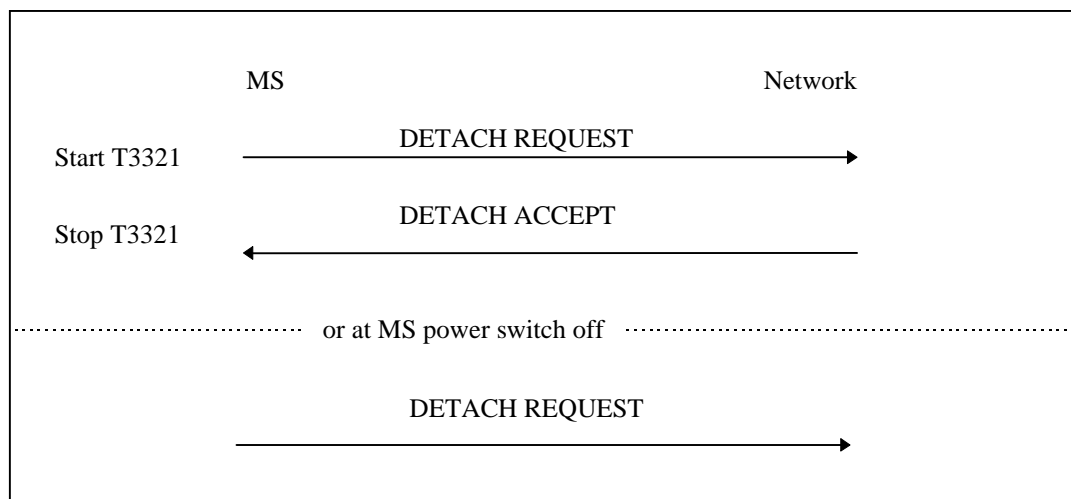 MS Network
Start T3321 DETACH REQUEST
DETACH ACCEPT
Stop T3321
or at MS power switch off
DETACH REQUEST